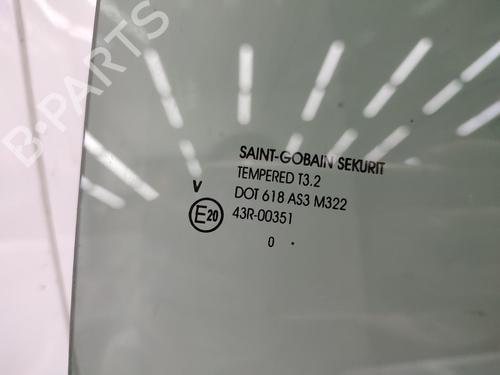 B-PARTS
SAINT-GOBAIN SEKURIT
TEMPERED T3.2
DOT 618 AS3 M322
V
E20 43R-00351
0 .